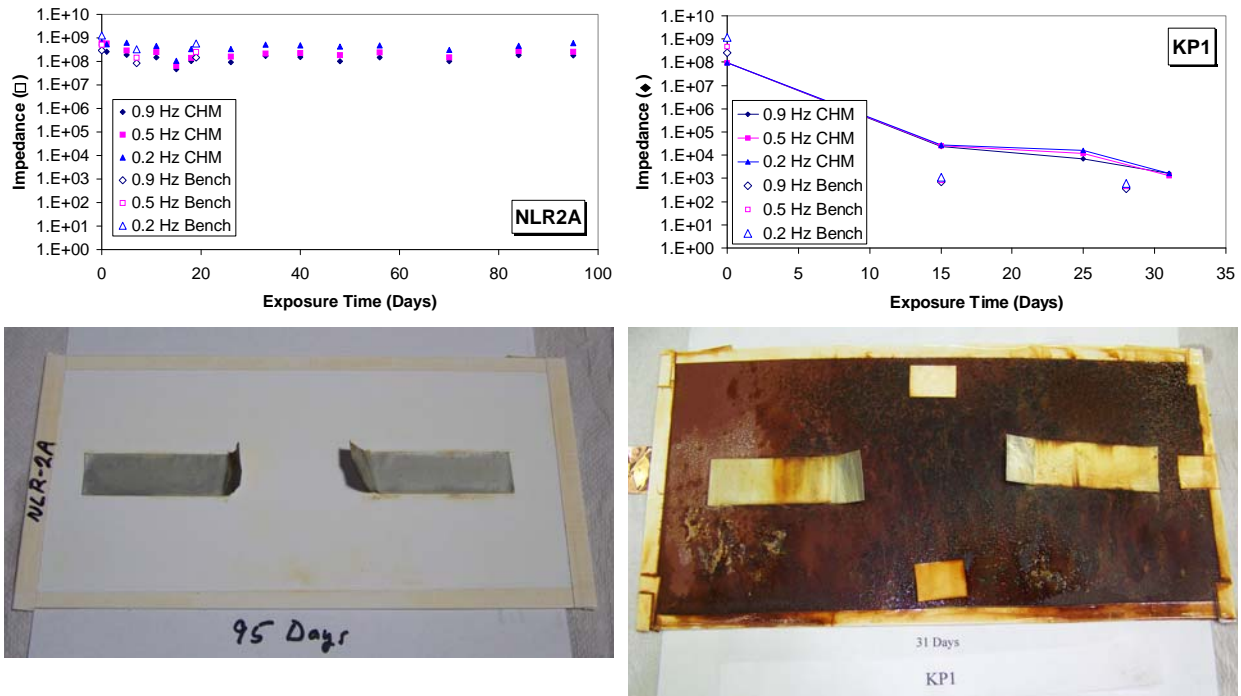 1.E+10
1.E+09
1.E+08
1.E+07
1.E+06
1.E+05
1.E+04
1.E+03
1.E+02
1.E+01
1.E+00
Impedance (□)
0.9 Hz CHM
0.5 Hz CHM
0.2 Hz CHM
0.9 Hz Bench
0.5 Hz Bench
0.2 Hz Bench
NLR2A
0 20 40 60 80 100
Exposure Time (Days)
1.E+10
1.E+09
1.E+08
1.E+07
1.E+06
1.E+05
1.E+04
1.E+03
1.E+02
1.E+01
1.E+00
Impedance (◆)
KP1
0.9 Hz CHM
0.5 Hz CHM
0.2 Hz CHM
0.9 Hz Bench
0.5 Hz Bench
0.2 Hz Bench
0 5 10 15 20 25 30 35
Exposure Time (Days)
NLR-2A
95 Days
31 Days
KP1